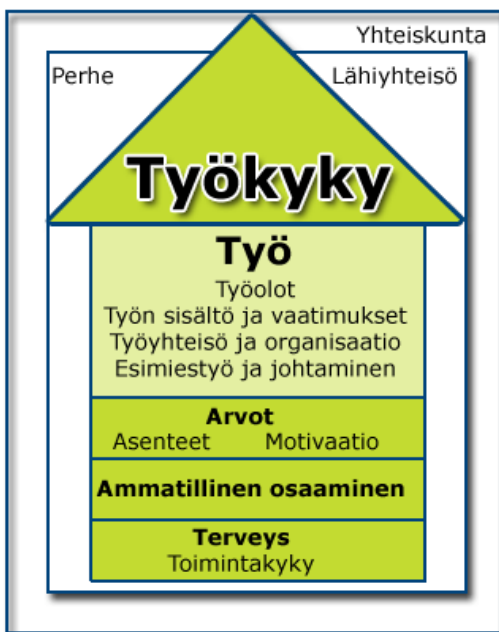 Yhteiskunta
Perhe Lähiyhteisö
Työkyky
Työ
Työolot
Työn sisältö ja vaatimukset
Työyhteisö ja organisaatio
Esimiestyö ja johtaminen
Arvot
Asenteet Motivaatio
Ammatillinen osaaminen
Terveys
Toimintakyky